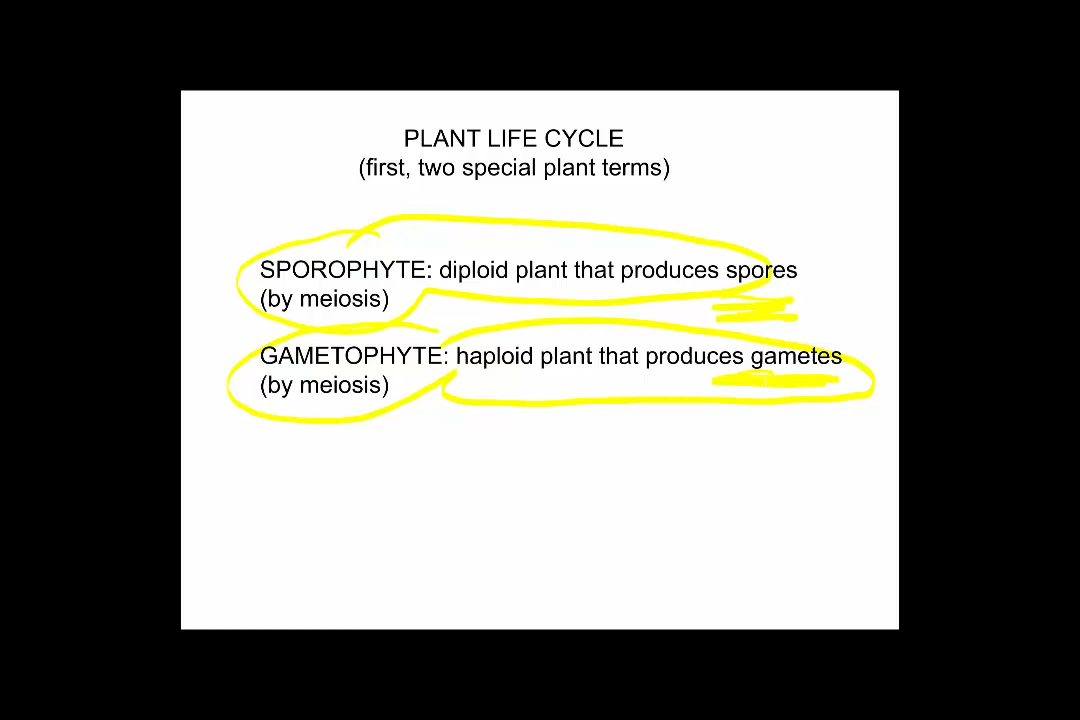 PLANT LIFE CYCLE
(first, two special plant terms)
SPOROPHYTE: diploid plant that produces spores
(by meiosis)
GAMETOPHYTE: haploid plant that produces gametes
(by meiosis)